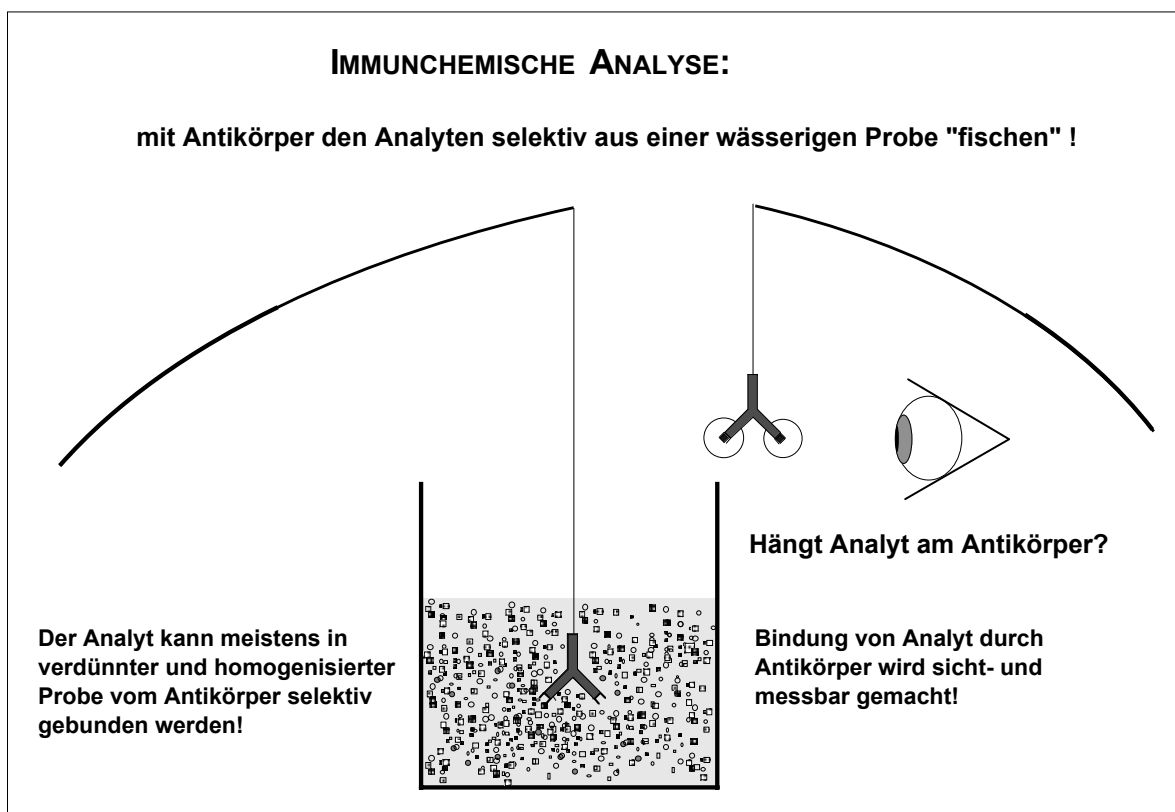 IMMUNCHEMISCHE ANALYSE:
mit Antikörper den Analyten selektiv aus einer wässerigen Probe "fischen" !
Hängt Analyt am Antikörper?
Der Analyt kann meistens in
verdünnter und homogenisierter
Probe vom Antikörper selektiv
gebunden werden!
Bindung von Analyt durch
Antikörper wird sicht- und
messbar gemacht!